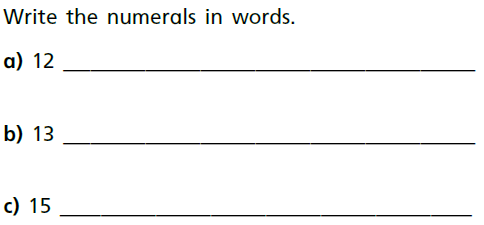 Write the numerals in words.
a) 12
b) 13
c) 15